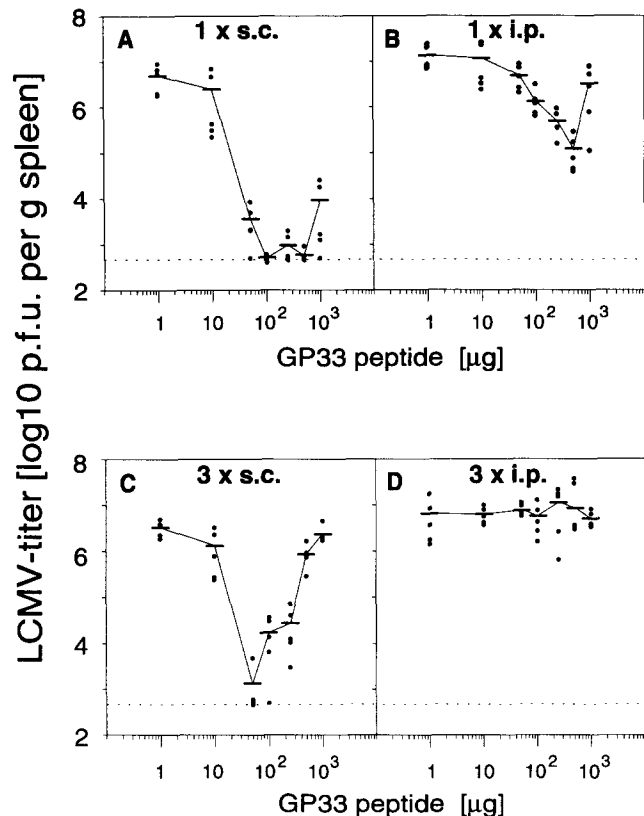 LCMV-titer [log10 p.f.u. per g spleen]
A
1 x s.c.
B
1 x i.p.
8
6
4
2
1 10 10² 10³ 1 10 10² 10³
GP33 peptide [µg]
C
3 x s.c.
D
3 x i.p.
8
6
4
2
1 10 10² 10³ 1 10 10² 10³
GP33 peptide [µg]